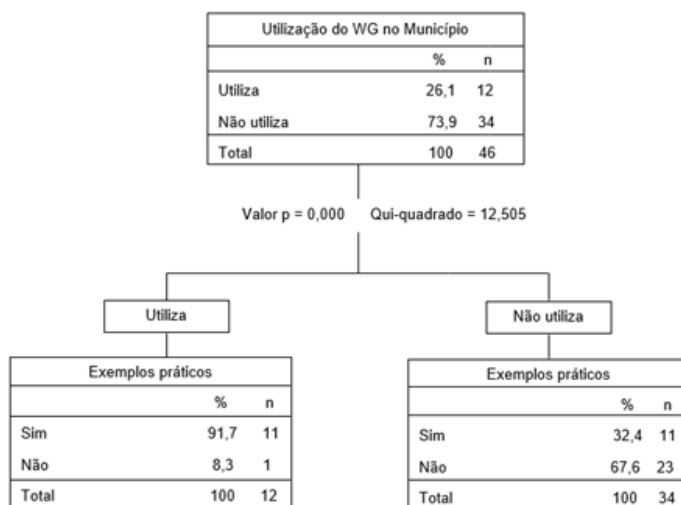 Utilização do WG no Município
% n
Utiliza 26,1 12
Não utiliza 73,9 34
Total 100 46
Valor p = 0,000 Qui-quadrado = 12,505
Utiliza
Não utiliza
Exemplos práticos
% n
Sim 91,7 11
Não 8,3 1
Total 100 12
Exemplos práticos
% n
Sim 32,4 11
Não 67,6 23
Total 100 34